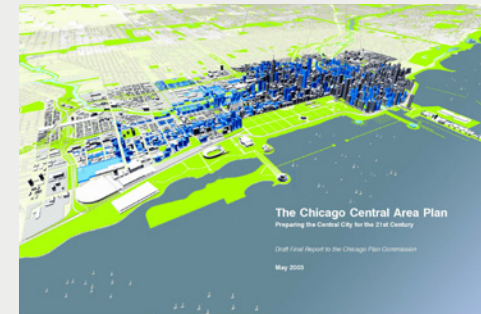 The Chicago Central Area Plan
Preparing the Central City for the 21st Century
Draft Final Report to the Chicago Plan Commission
May 2003